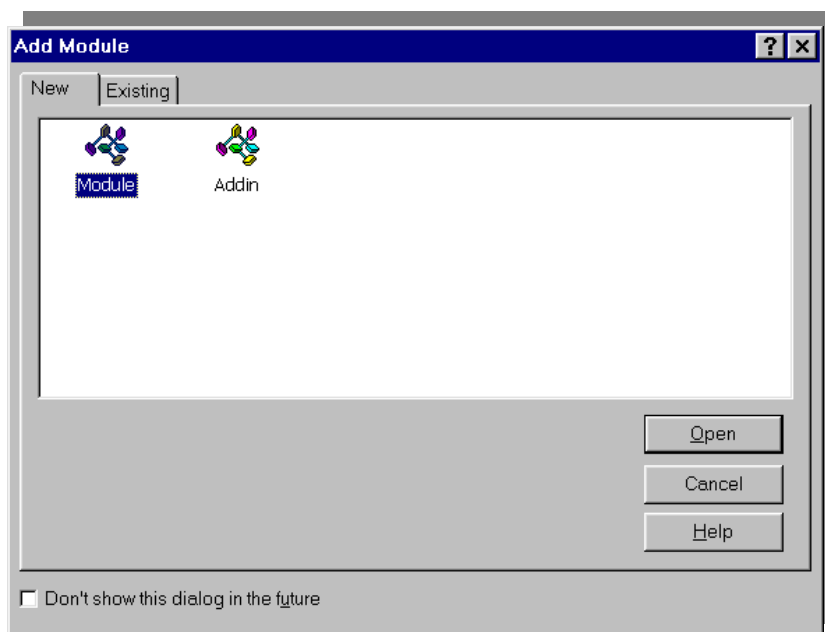 Add Module
New Existing
Module Addin
Open
Cancel
Help
Don't show this dialog in the future